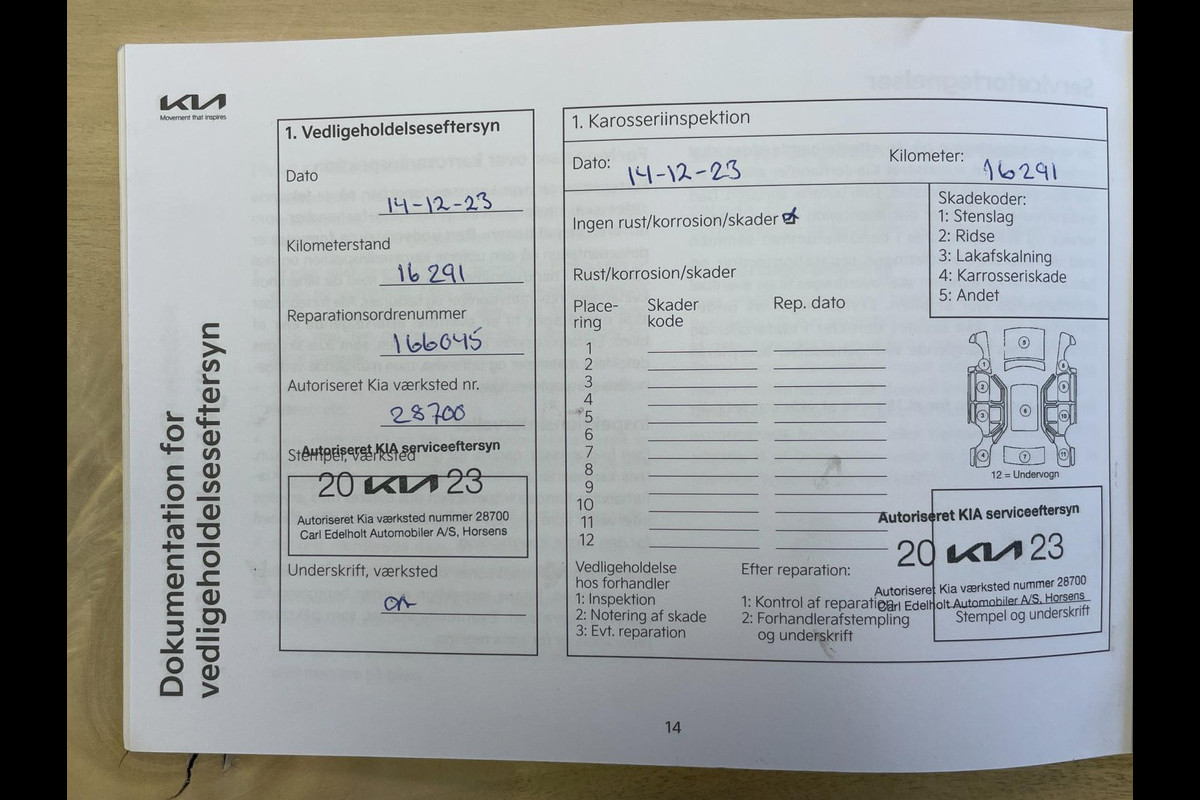 KIA
Movement that inspires
Dokumentation for
vedligeholdelseseftersyn
1. Vedligeholdelseseftersyn
Dato
14-12-23
Kilometerstand
16 291
Reparationsordrenummer
166045
Autoriseret Kia værksted nr.
28700
Autoriseret KIA serviceeftersyn
Stempel, værksted
20 KIA 23
Autoriseret Kia værksted nummer 28700
Carl Edelholt Automobiler A/S, Horsens
Underskrift, værksted
1. Karosseriinspektion
Dato: 14-12-23 Kilometer: 16291
Ingen rust/korrosion/skader
Skadekoder:
1: Stenslag
2: Ridse
3: Lakafskalning
4: Karrosseriskade
5: Andet
Rust/korrosion/skader
Place-
ring
Skader
kode
Rep. dato
1
2
3
4
5
6
7
8
9
10
11
12
12 = Undervogn
Vedligeholdelse
hos forhandler
1: Inspektion
2: Notering af skade
3: Evt. reparation
Efter reparation:
1: Kontrol af reparation
2: Forhandlerafstempling
og underskrift
Autoriseret KIA serviceeftersyn
20 KIA 23
Autoriseret Kia værksted nummer 28700
Carl Edelholt Automobiler A/S, Horsens
Stempel og underskrift
14